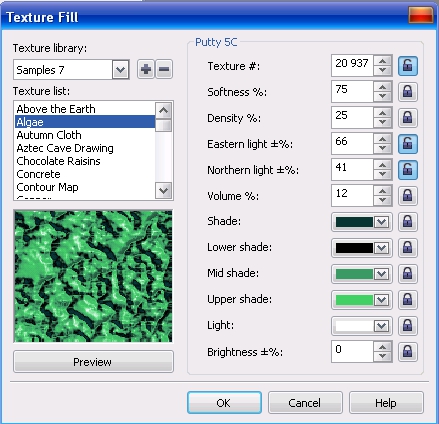 Texture Fill
Texture library:
Samples 7
Texture list:
Above the Earth
Algae
Autumn Cloth
Aztec Cave Drawing
Chocolate Raisins
Concrete
Contour Map
Preview
Putty 5C
Texture #: 20 937
Softness %: 75
Density %: 25
Eastern light ±%: 66
Northern light ±%: 41
Volume %: 12
Shade:
Lower shade:
Mid shade:
Upper shade:
Light:
Brightness ±%: 0
OK Cancel Help